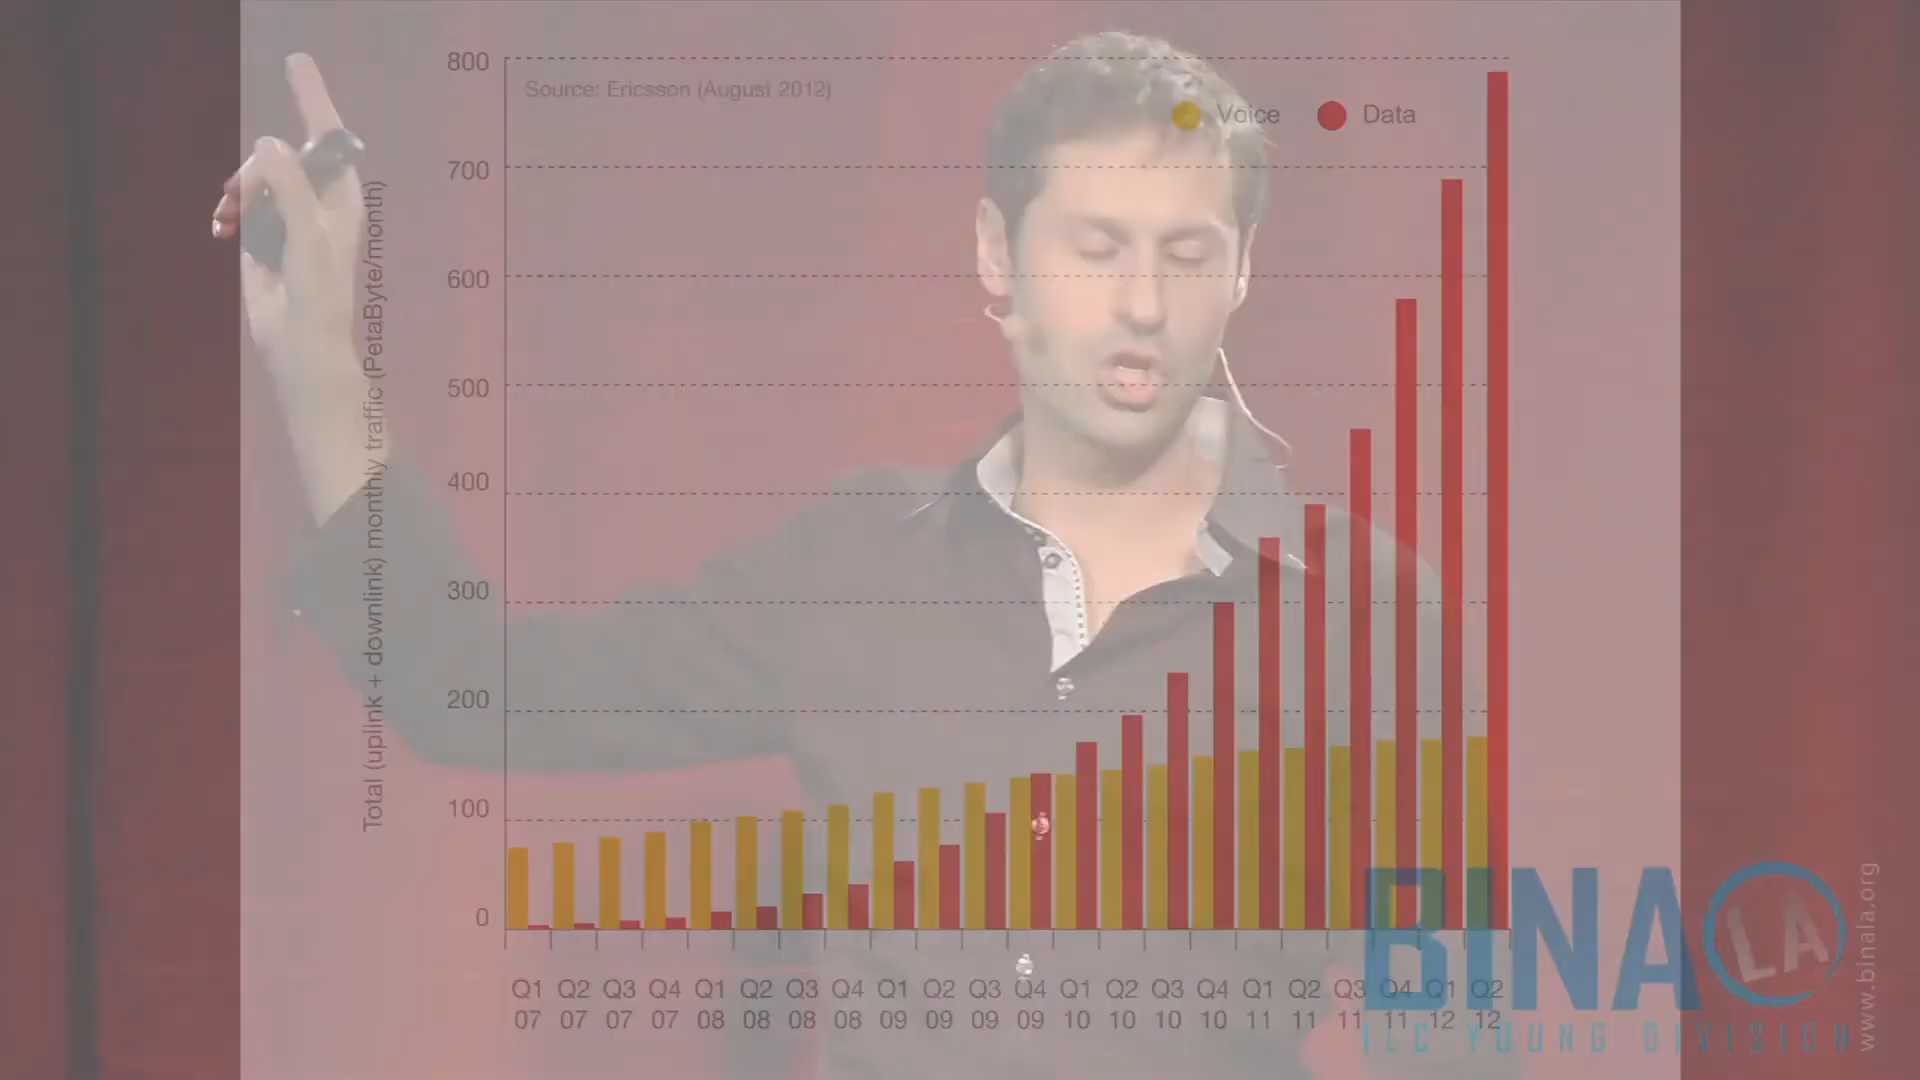 800
700
600
500
400
300
200
100
0
Total (uplink + downlink) monthly traffic (PetaByte/month)
Source: Ericsson (August 2012)
Voice
Data
Q1 Q2 Q3 Q4 Q1 Q2 Q3 Q4 Q1 Q2 Q3 Q4 Q1 Q2 Q3 Q4 Q1 Q2 Q3 Q4 Q1 Q2
07 07 07 07 08 08 08 08 09 09 09 09 10 10 10 10 11 11 11 11 12 12
BINA LA
ILC YOUNG DIVISION
www.binala.org